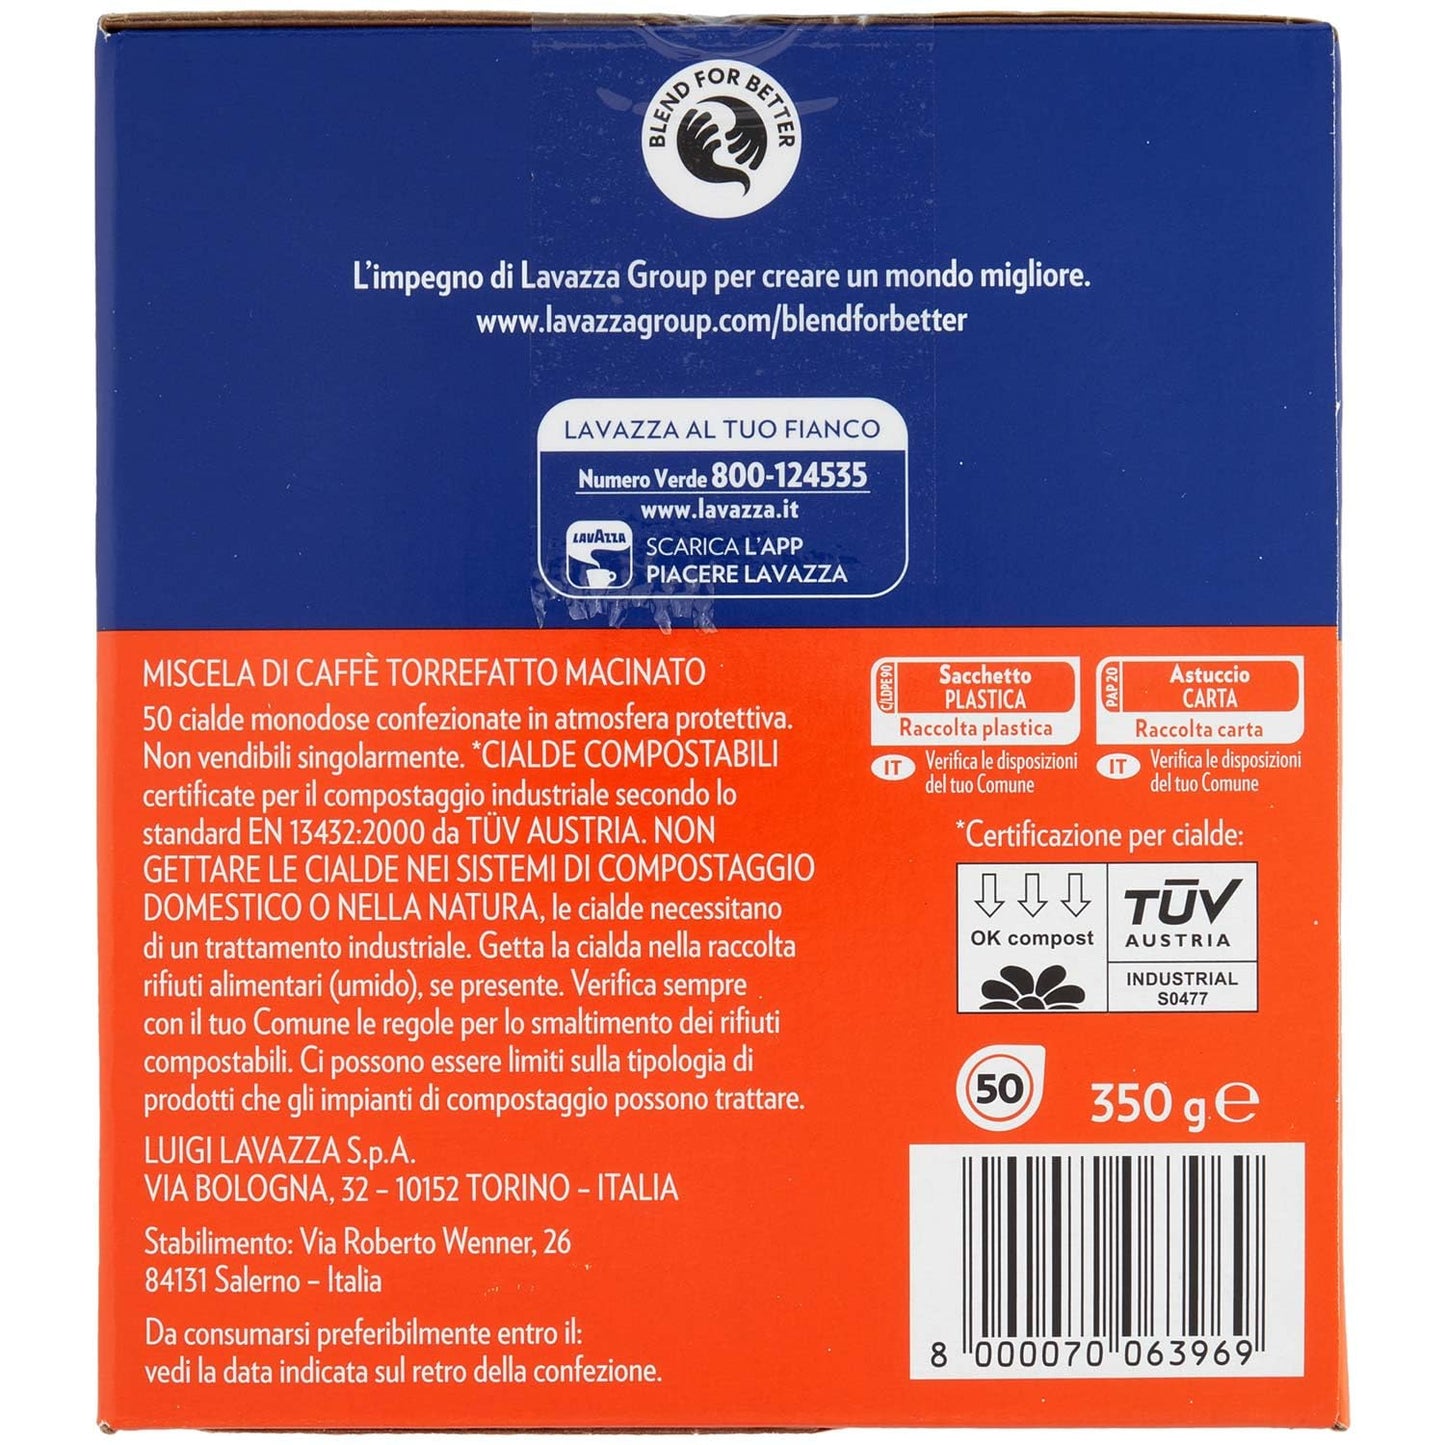 BLEND FOR BETTER
L'impegno di Lavazza Group per creare un mondo migliore.
www.lavazzagroup.com/blendforbetter
LAVAZZA AL TUO FIANCO
Numero Verde 800-124535
www.lavazza.it
LAVAZZA
SCARICA L'APP
PIACERE LAVAZZA
MISCELA DI CAFFÈ TORREFATTO MACINATO
50 cialde monodose confezionate in atmosfera protettiva.
Non vendibili singolarmente. *CIALDE COMPOSTABILI
certificate per il compostaggio industriale secondo lo
standard EN 13432:2000 da TÜV AUSTRIA. NON
GETTARE LE CIALDE NEI SISTEMI DI COMPOSTAGGIO
DOMESTICO O NELLA NATURA, le cialde necessitano
di un trattamento industriale. Getta la cialda nella raccolta
rifiuti alimentari (umido), se presente. Verifica sempre
con il tuo Comune le regole per lo smaltimento dei rifiuti
compostabili. Ci possono essere limiti sulla tipologia di
prodotti che gli impianti di compostaggio possono trattare.
LUIGI LAVAZZA S.p.A.
VIA BOLOGNA, 32 – 10152 TORINO – ITALIA
Stabilimento: Via Roberto Wenner, 26
84131 Salerno – Italia
Da consumarsi preferibilmente entro il:
vedi la data indicata sul retro della confezione.
C/LDPE90
Sacchetto
PLASTICA
Raccolta plastica
IT
Verifica le disposizioni
del tuo Comune
PAP 20
Astuccio
CARTA
Raccolta carta
IT
Verifica le disposizioni
del tuo Comune
*Certificazione per cialde:
OK compost
TÜV
AUSTRIA
INDUSTRIAL
S0477
50
350 g ℮
8 000070 063969